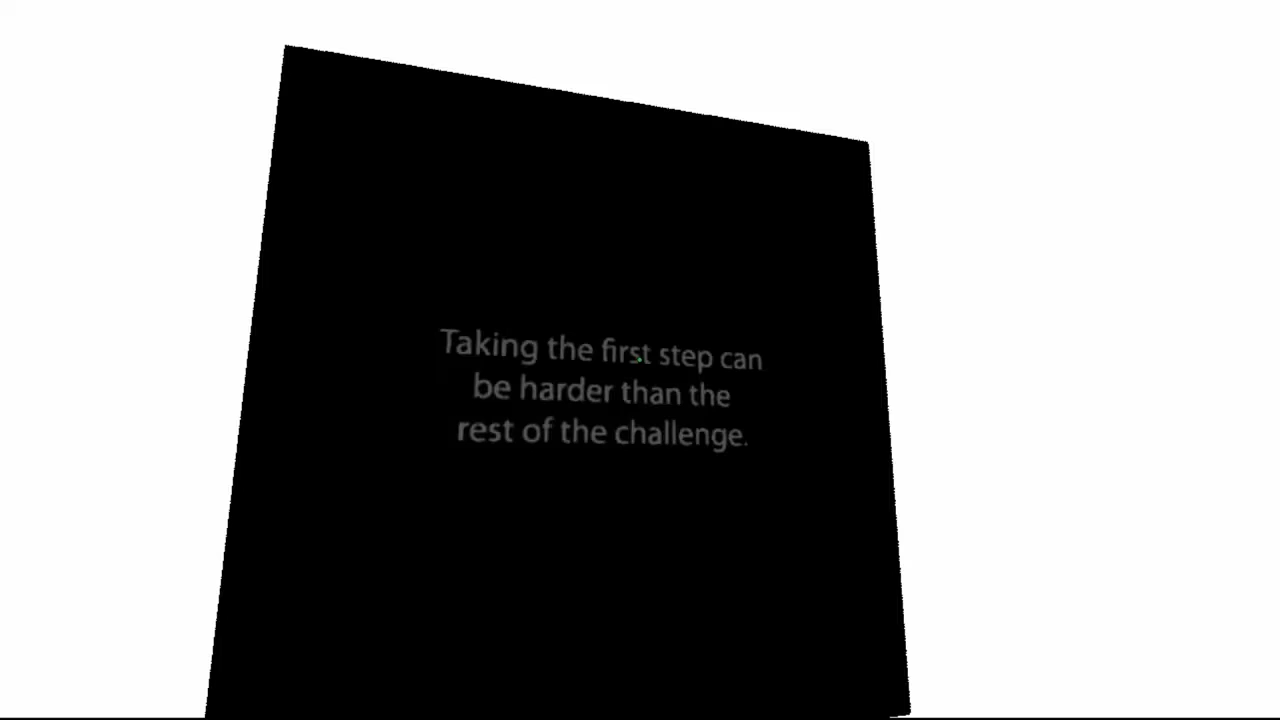 Taking the first step can
be harder than the
rest of the challenge.